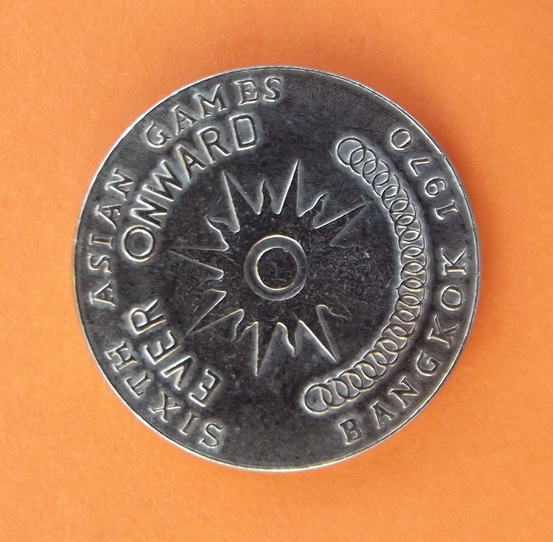 SIXTH ASIAN GAMES
EVER ONWARD
BANGKOK 1970